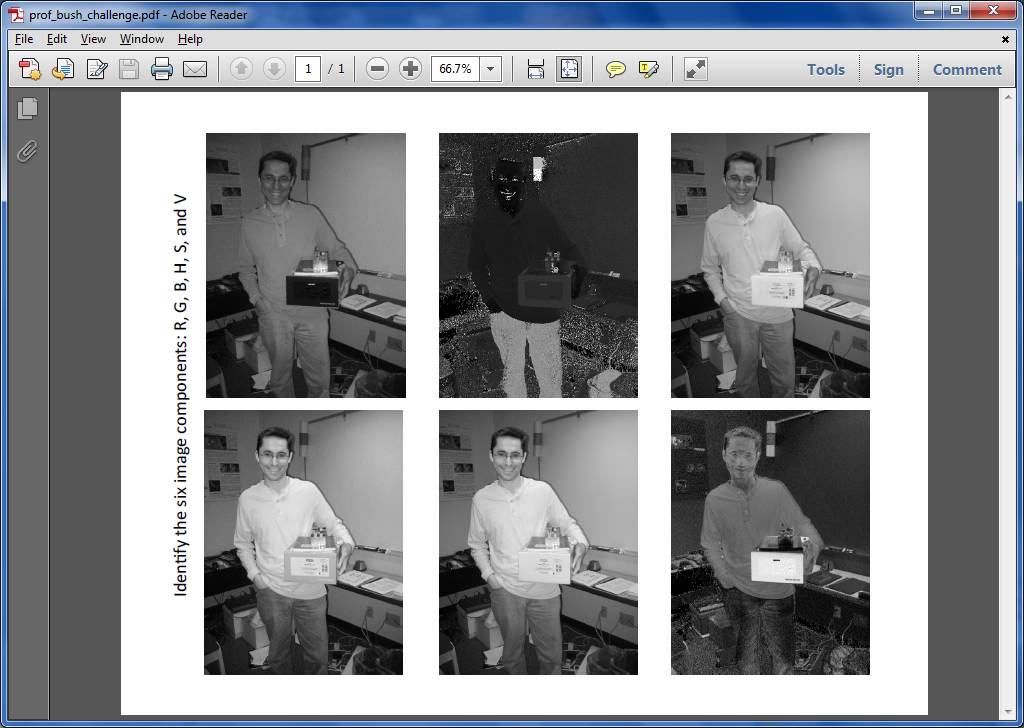 prof_bush_challenge.pdf - Adobe Reader
File Edit View Window Help
1 / 1 66.7% Tools Sign Comment
Identify the six image components: R, G, B, H, S, and V